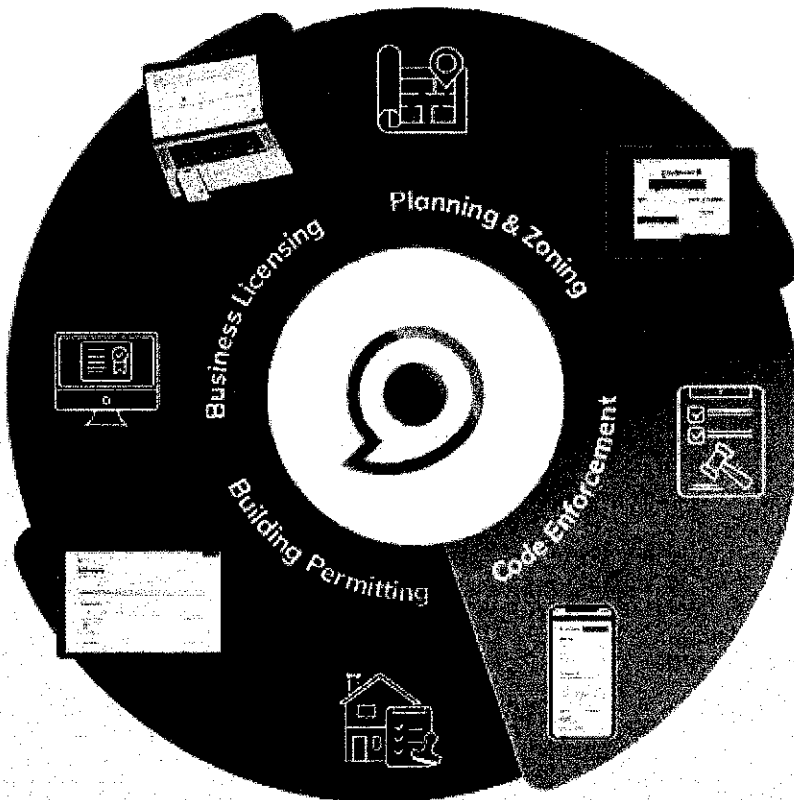 Planning & Zoning
Business Licensing
Code Enforcement
Building Permitting